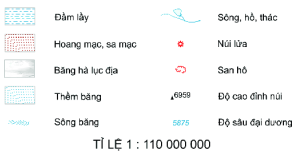 Đầm lầy
Sông, hồ, thác
Hoang mạc, sa mạc
Núi lửa
Băng hà lục địa
San hô
Thềm băng
6959
Độ cao đỉnh núi
Sông băng
5875
Độ sâu đại dương
TỈ LỆ 1 : 110 000 000